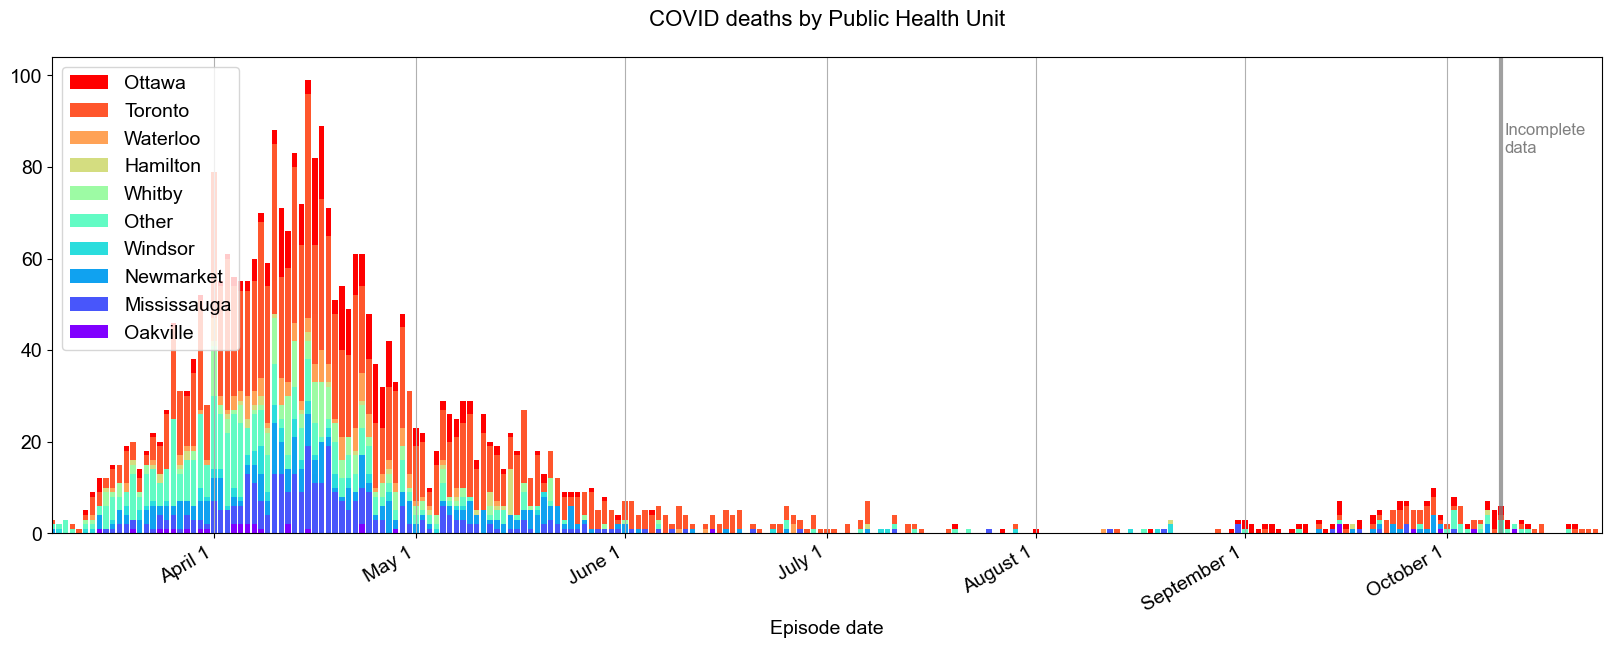 COVID deaths by Public Health Unit
100
80
60
40
20
0
Ottawa
Toronto
Waterloo
Hamilton
Whitby
Other
Windsor
Newmarket
Mississauga
Oakville
Incomplete
data
April 1
May 1
June 1
July 1
August 1
September 1
October 1
Episode date